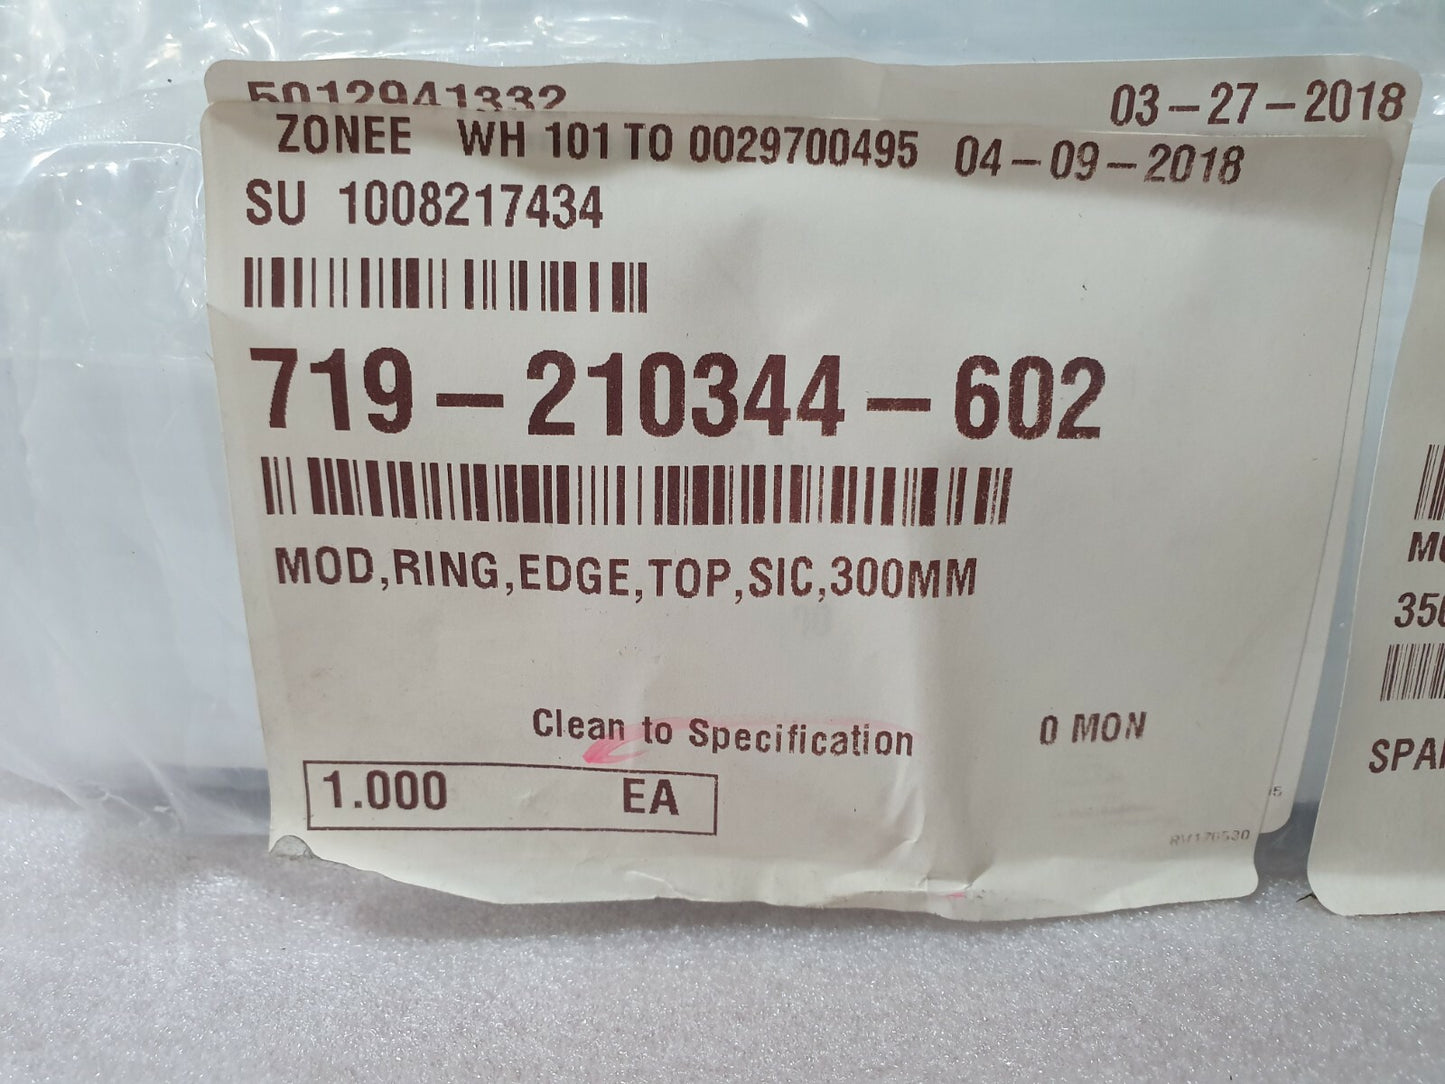 5012941332 03-27-2018
ZONEE WH 101 TO 0029700495 04-09-2018
SU 1008217434
719-210344-602
MOD,RING,EDGE,TOP,SIC,300MM
Clean to Specification 0 MON
1.000 EA
RV170530